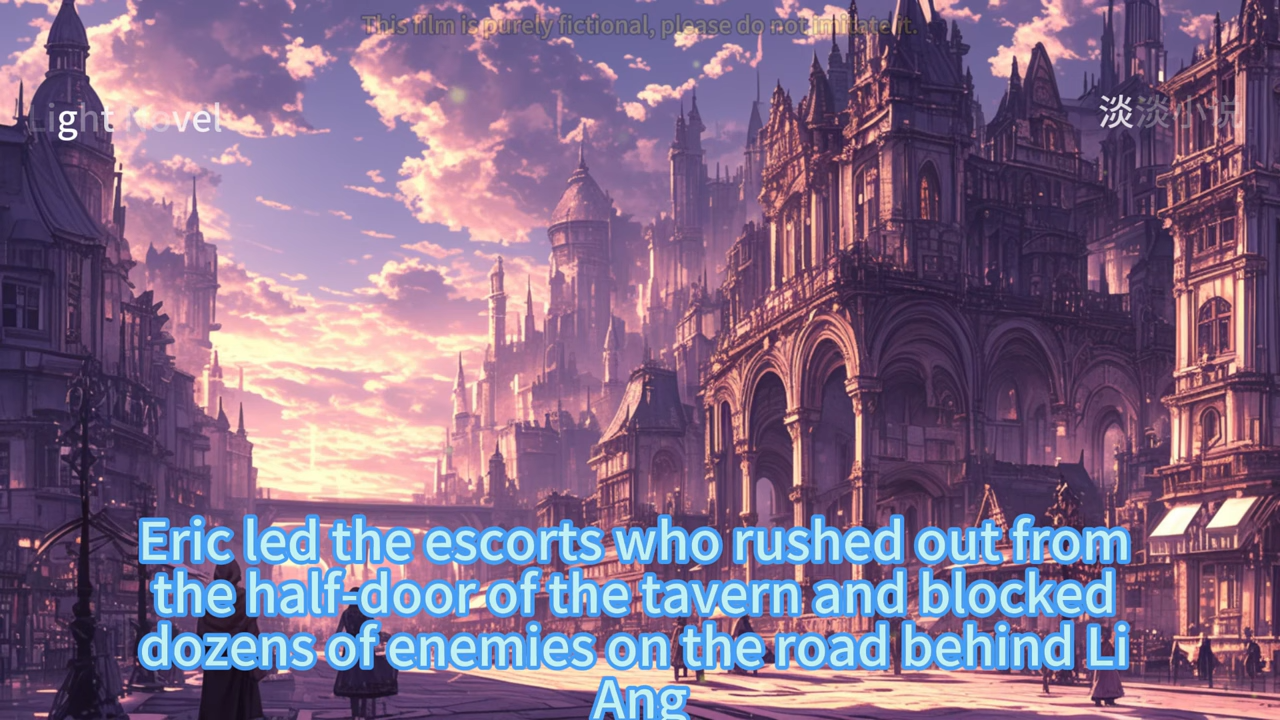 This film is purely fictional, please do not imitate it.
Light Novel
淡淡小说
Eric led the escorts who rushed out from
the half-door of the tavern and blocked
dozens of enemies on the road behind Li
Ang